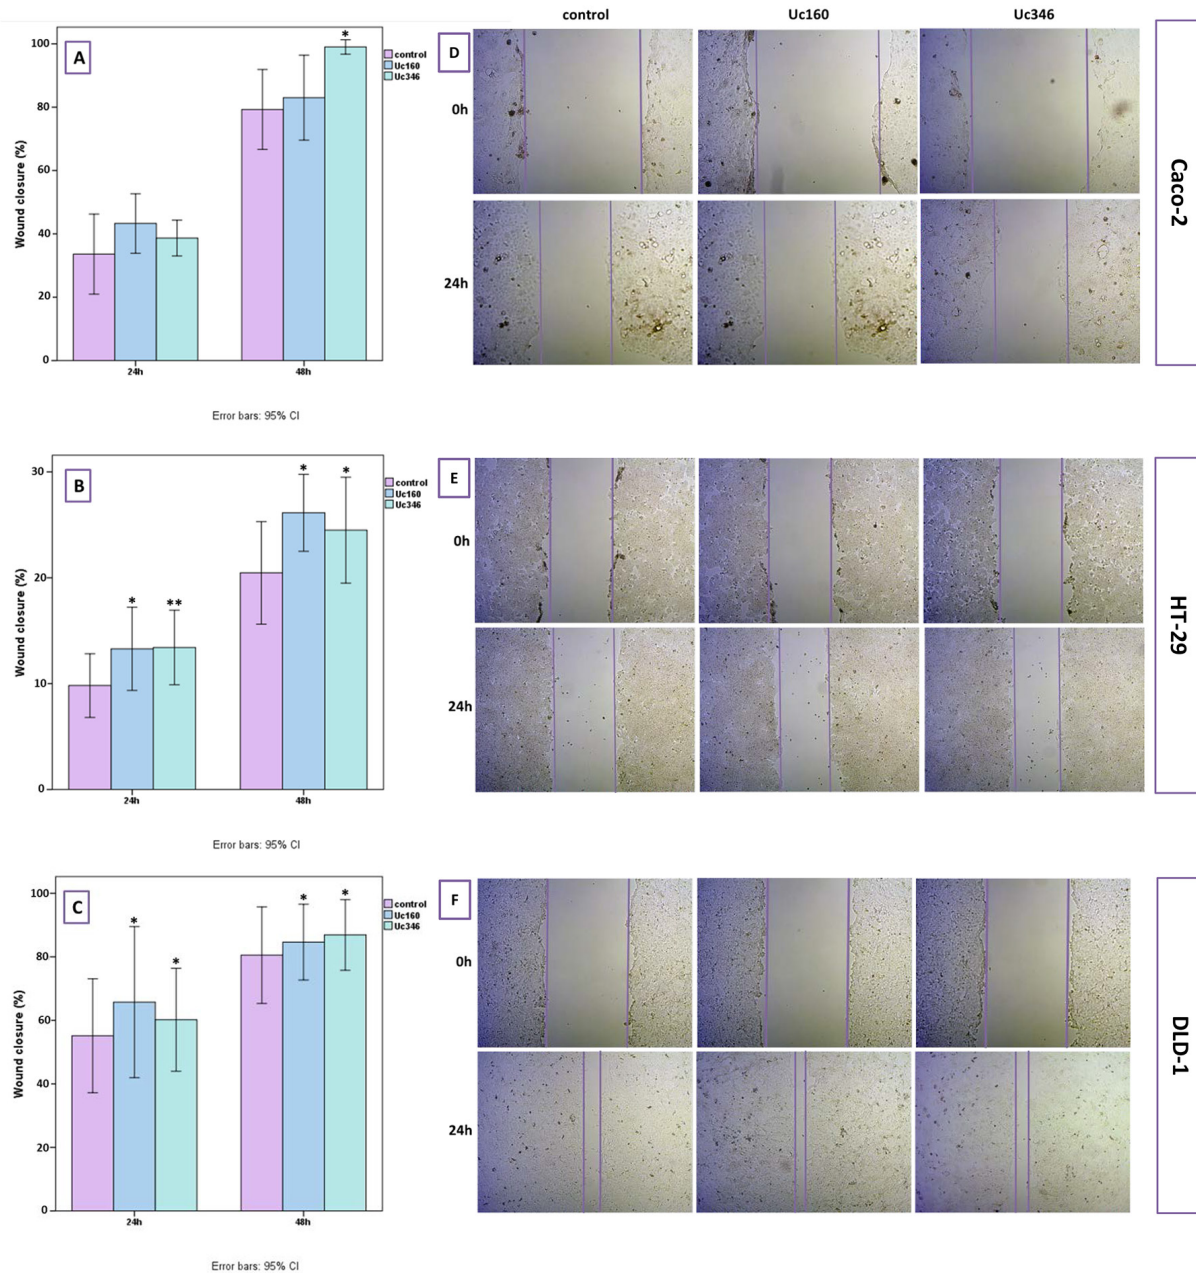 control Uc160 Uc346
A
control
Uc160
Uc346
*
100
80
60
40
20
0
Wound closure (%)
24h 48h
Error bars: 95% CI
D
0h
24h
Caco-2
B
control
Uc160
Uc346
* ** * *
30
20
10
0
Wound closure (%)
24h 48h
Error bars: 95% CI
E
0h
24h
HT-29
C
control
Uc160
Uc346
* * * *
100
80
60
40
20
0
Wound closure (%)
24h 48h
Error bars: 95% CI
F
0h
24h
DLD-1